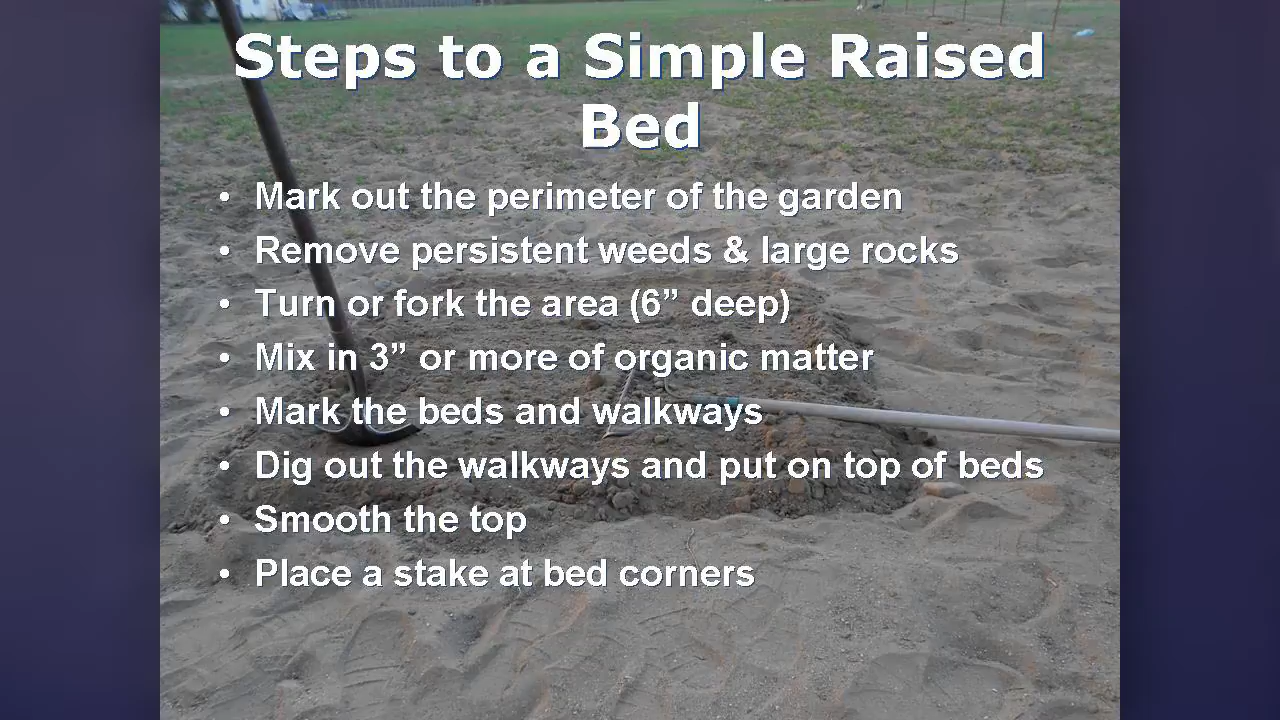 Steps to a Simple Raised
Bed
• Mark out the perimeter of the garden
• Remove persistent weeds & large rocks
• Turn or fork the area (6” deep)
• Mix in 3” or more of organic matter
• Mark the beds and walkways
• Dig out the walkways and put on top of beds
• Smooth the top
• Place a stake at bed corners